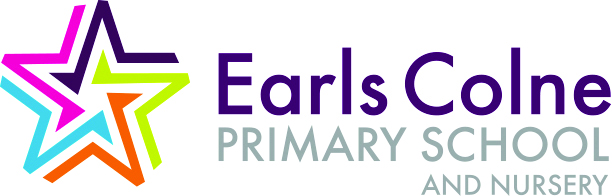 Earls Colne
PRIMARY SCHOOL
AND NURSERY